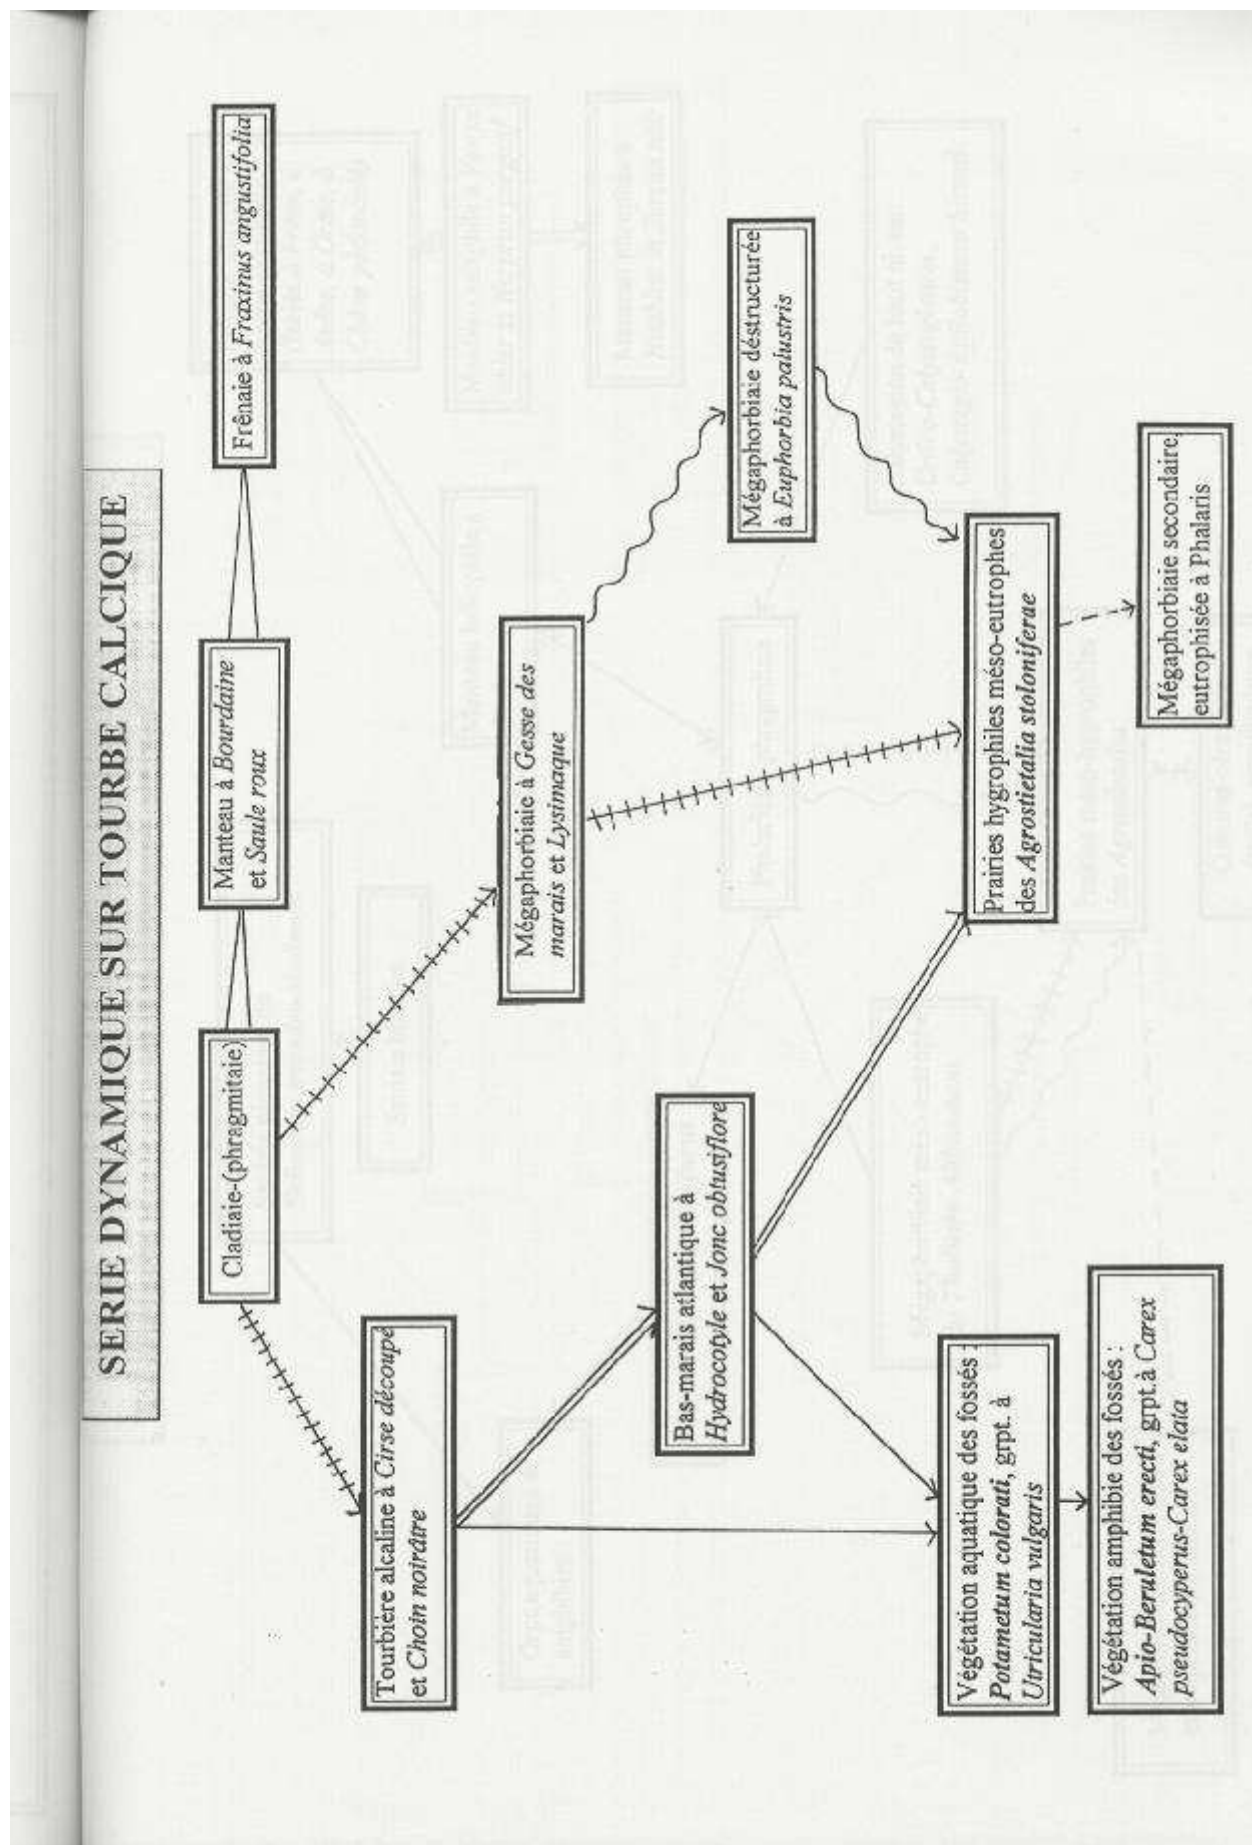 SERIE DYNAMIQUE SUR TOURBE CALCIQUE
Cladiaie-(phragmitaie)
Manteau à Bourdaine
et Saule roux
Frênaie à Fraxinus angustifolia
Tourbière alcaline à Cirse découpé
et Choin noirâtre
Mégaphorbiaie à Gesse des
marais et Lysimaque
Bas-marais atlantique à
Hydrocotyle et Jonc obtusiflore
Mégaphorbiaie déstructurée
à Euphorbia palustris
Végétation aquatique des fossés :
Potametum colorati, grpt. à
Utricularia vulgaris
Prairies hygrophiles méso-eutrophes
des Agrostietalia stoloniferae
Végétation amphibie des fossés :
Apio-Beruletum erecti, grpt.à Carex
pseudocyperus-Carex elata
Mégaphorbiaie secondaire,
eutrophisée à Phalaris